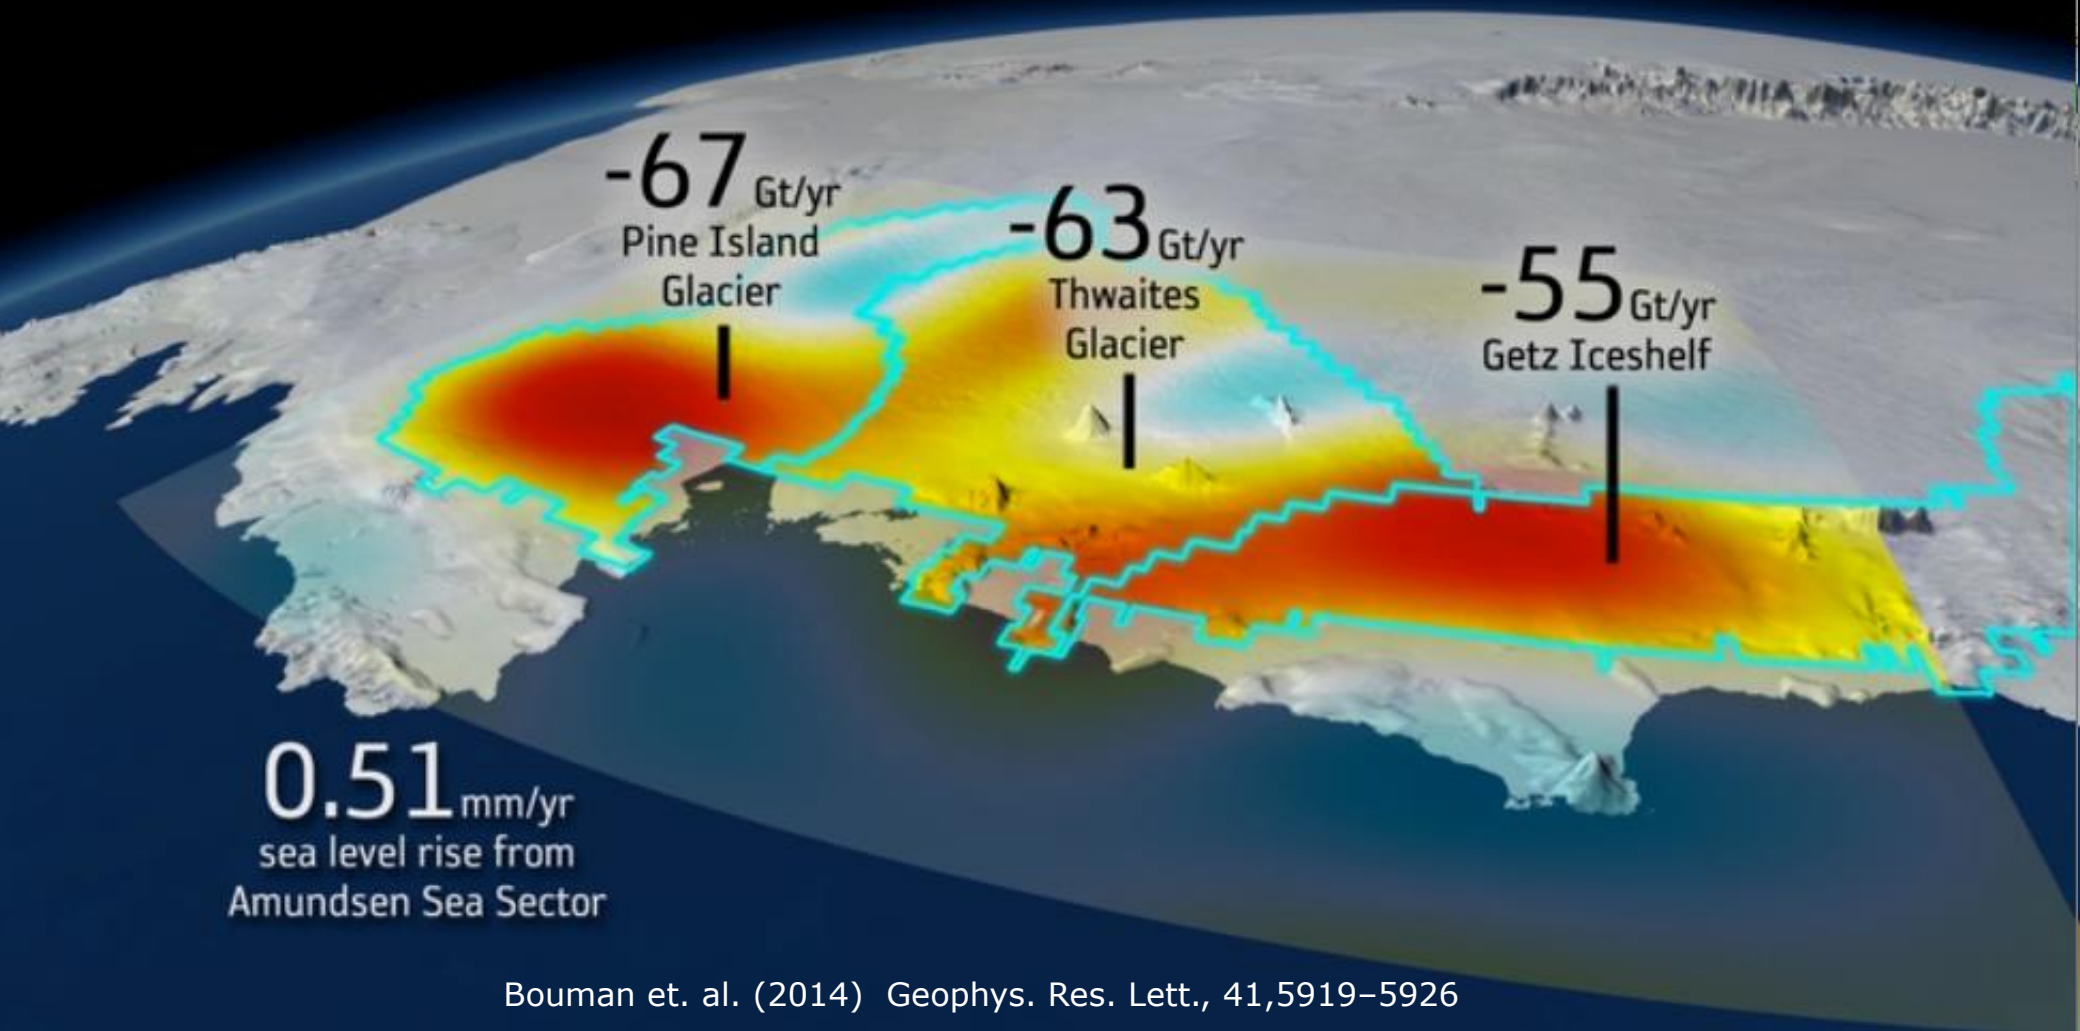 -67 Gt/yr
Pine Island
Glacier
-63 Gt/yr
Thwaites
Glacier
-55 Gt/yr
Getz Iceshelf
0.51 mm/yr
sea level rise from
Amundsen Sea Sector
Bouman et. al. (2014)  Geophys. Res. Lett., 41,5919–5926